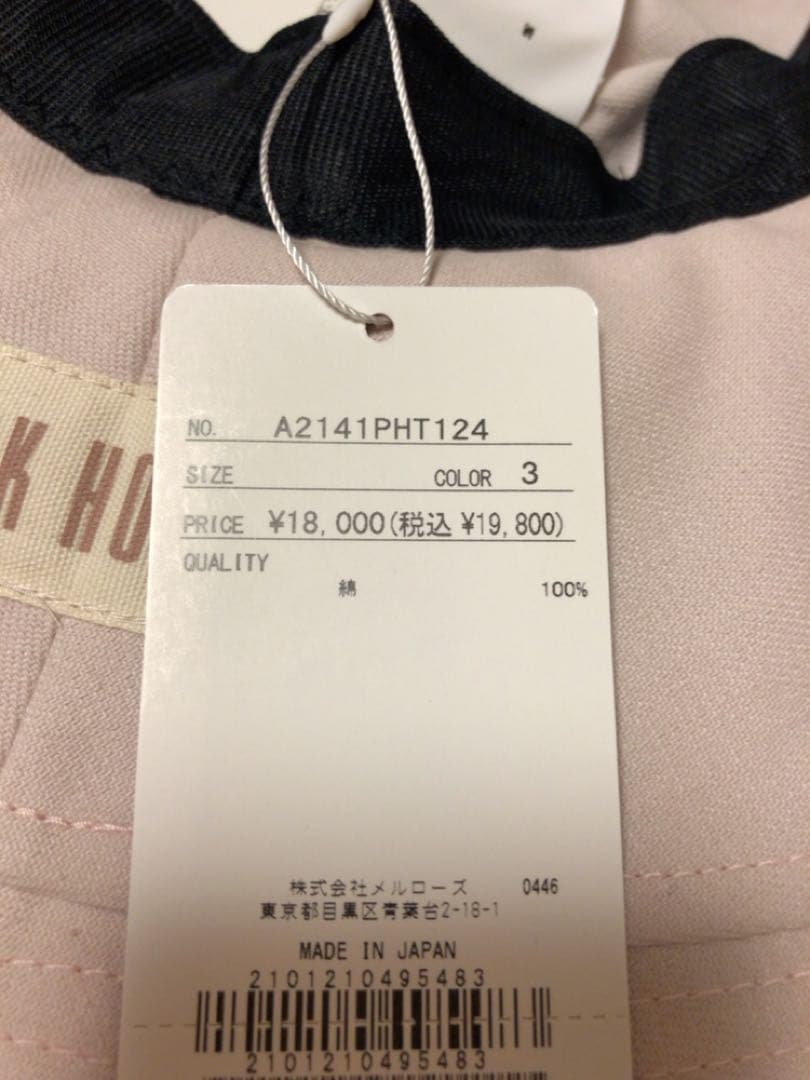 K HO
NO. A2141PHT124
SIZE COLOR 3
PRICE ¥18,000(税込 ¥19,800)
QUALITY
綿 100%
株式会社メルローズ 0446
東京都目黒区青葉台2-18-1
MADE IN JAPAN
2101210495483
2101210495483